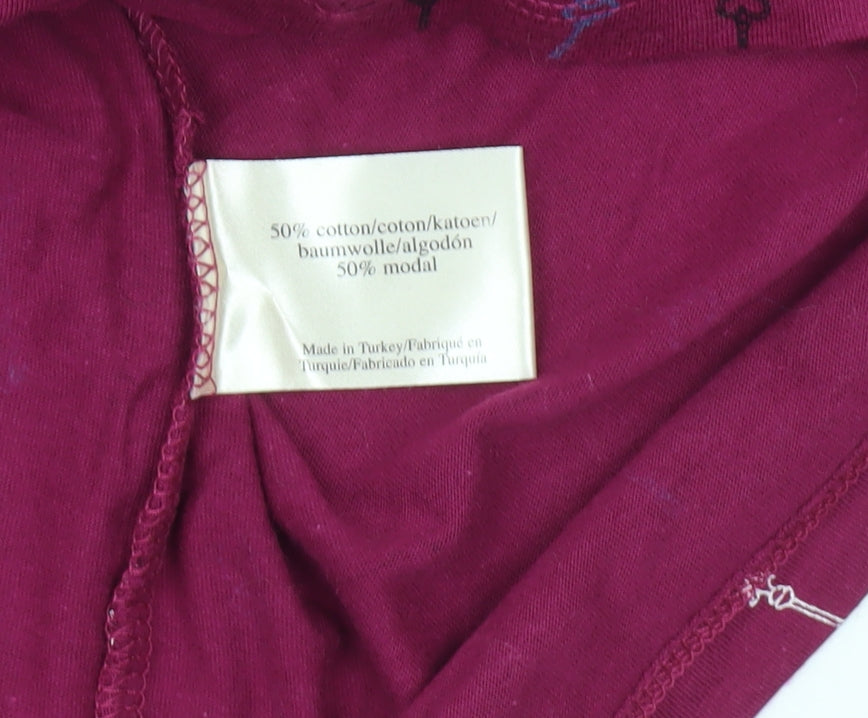 50% cotton/coton/katoen/
baumwolle/algodón
50% modal
Made in Turkey/Fabriqué en
Turquie/Fabricado en Turquía